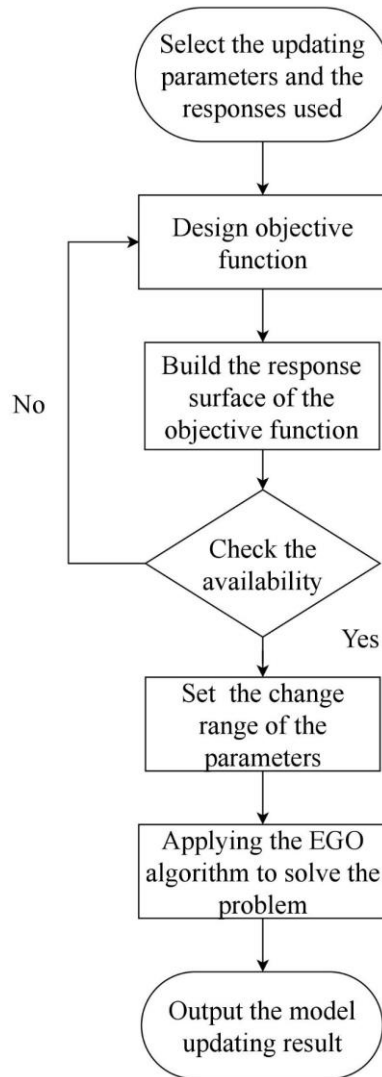 Select the updating
parameters and the
responses used
Design objective
function
Build the response
surface of the
objective function
No
Check the
availability
Yes
Set the change
range of the
parameters
Applying the EGO
algorithm to solve the
problem
Output the model
updating result